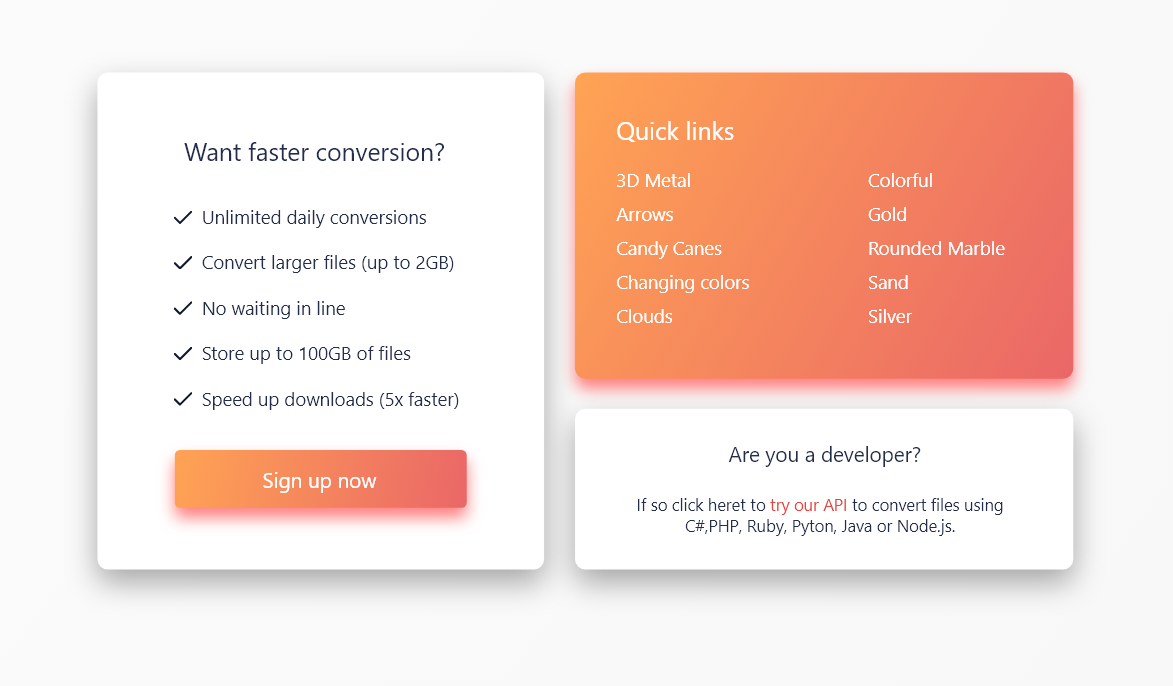 Want faster conversion?
Unlimited daily conversions
Convert larger files (up to 2GB)
No waiting in line
Store up to 100GB of files
Speed up downloads (5x faster)
Sign up now
Quick links
3D Metal
Arrows
Candy Canes
Changing colors
Clouds
Colorful
Gold
Rounded Marble
Sand
Silver
Are you a developer?
If so click heret to try our API to convert files using
C#,PHP, Ruby, Pyton, Java or Node.js.